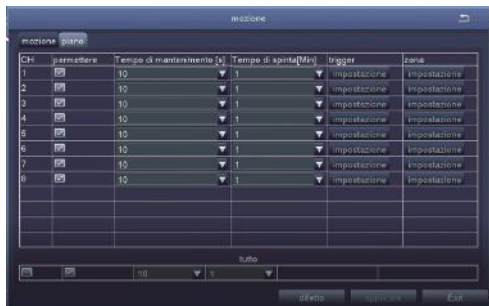 mozione
mozione piano
CH permettere Tempo di mantenimento [s] Tempo di spinta[Min] trigger zona
1 10 1 impostazione impostazione
2 10 1 impostazione impostazione
3 10 1 impostazione impostazione
4 10 1 impostazione impostazione
5 10 1 impostazione impostazione
6 10 1 impostazione impostazione
7 10 1 impostazione impostazione
8 10 1 impostazione impostazione
tutto
10 1
difetto Exit